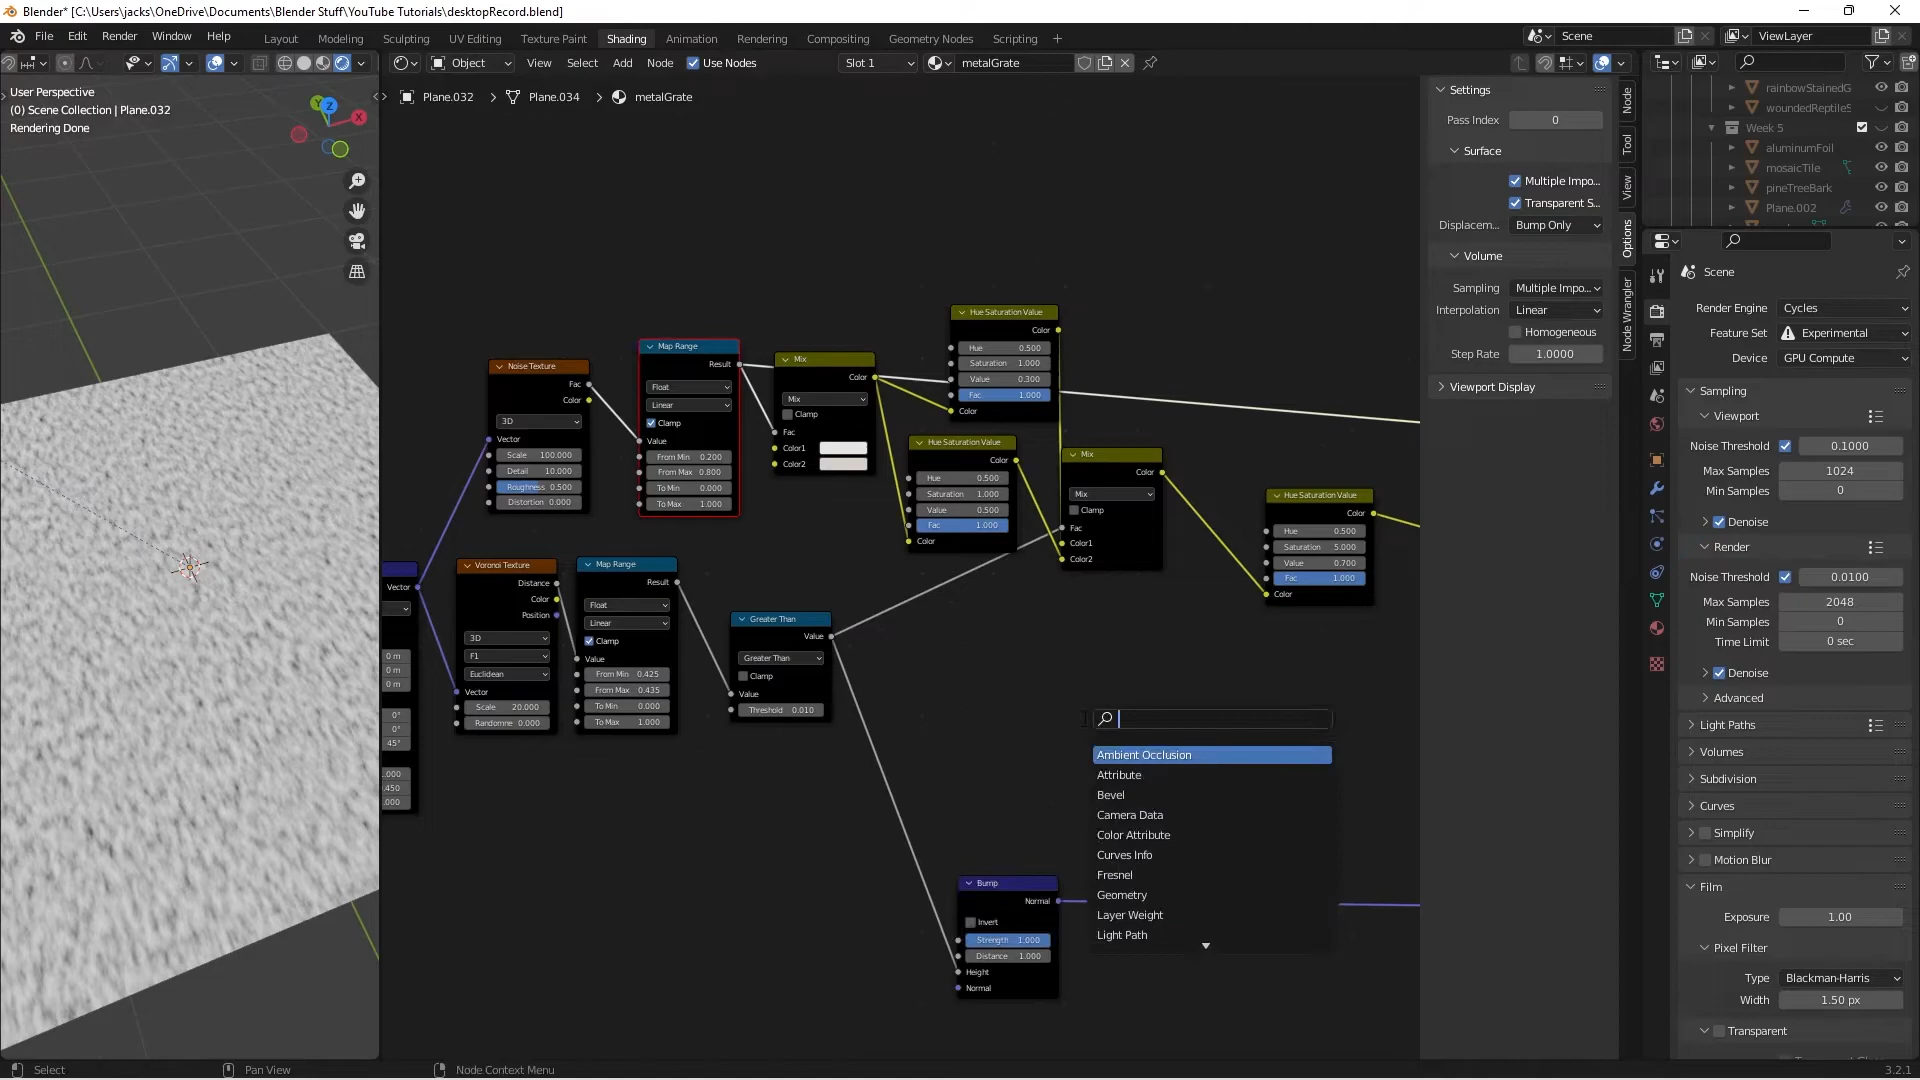 Blender* [C:\Users\jacks\OneDrive\Documents\Blender Stuff\YouTube Tutorials\desktopRecord.blend]
File Edit Render Window Help Layout Modeling Sculpting UV Editing Texture Paint Shading Animation Rendering Compositing Geometry Nodes Scripting + Scene ViewLayer
Object View Select Add Node Use Nodes Slot 1 metalGrate
User Perspective
(0) Scene Collection | Plane.032
Rendering Done
Plane.032 > Plane.034 > metalGrate
Y Z X
Noise Texture
Fac
Color
3D
Vector
Scale 100.000
Detail 10.000
Roughness 0.500
Distortion 0.000
Map Range
Result
Float
Linear
Clamp
Value
From Min 0.200
From Max 0.800
To Min 0.000
To Max 1.000
Mix
Color
Mix
Clamp
Fac
Color1
Color2
Hue Saturation Value
Color
Hue 0.500
Saturation 1.000
Value 0.300
Fac 1.000
Color
Hue Saturation Value
Color
Hue 0.500
Saturation 1.000
Value 0.500
Fac 1.000
Color
Mix
Color
Mix
Clamp
Fac
Color1
Color2
Hue Saturation Value
Color
Hue 0.500
Saturation 5.000
Value 0.700
Fac 1.000
Color
Vector
0 m
0 m
0 m
0°
0°
45°
.000
.450
.000
Voronoi Texture
Distance
Color
Position
3D
F1
Euclidean
Vector
Scale 20.000
Randomne 0.000
Map Range
Result
Float
Linear
Clamp
Value
From Min 0.425
From Max 0.435
To Min 0.000
To Max 1.000
Greater Than
Value
Greater Than
Clamp
Value
Threshold 0.010
Ambient Occlusion
Attribute
Bevel
Camera Data
Color Attribute
Curves Info
Fresnel
Geometry
Layer Weight
Light Path
Bump
Normal
Invert
Strength 1.000
Distance 1.000
Height
Normal
Settings
Pass Index 0
Surface
Multiple Impo...
Transparent S...
Displacem... Bump Only
Volume
Sampling Multiple Impo...
Interpolation Linear
Homogeneous
Step Rate 1.0000
Viewport Display
Node
Tool
View
Options
Node Wrangler
rainbowStainedG
woundedReptileS
Week 5
aluminumFoil
mosaicTile
pineTreeBark
Plane.002
Scene
Render Engine Cycles
Feature Set Experimental
Device GPU Compute
Sampling
Viewport
Noise Threshold 0.1000
Max Samples 1024
Min Samples 0
Denoise
Render
Noise Threshold 0.0100
Max Samples 2048
Min Samples 0
Time Limit 0 sec
Denoise
Advanced
Light Paths
Volumes
Subdivision
Curves
Simplify
Motion Blur
Film
Exposure 1.00
Pixel Filter
Type Blackman-Harris
Width 1.50 px
Transparent
Select Pan View Node Context Menu 3.2.1